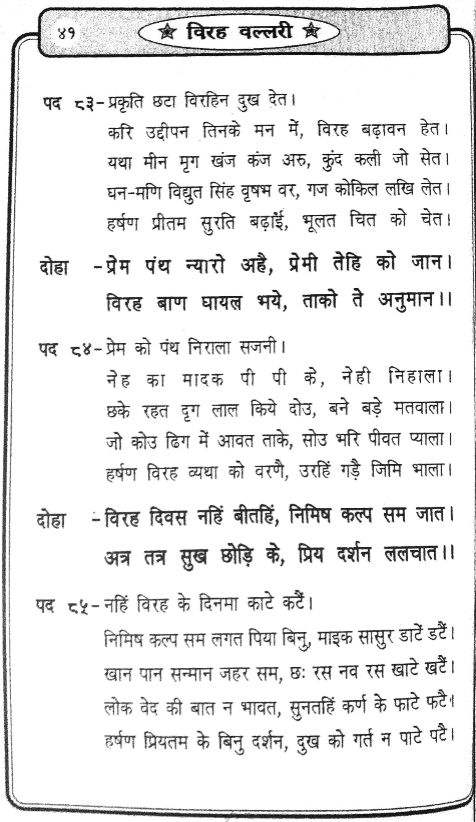 ४१
विरह वल्लरी
पद ८३-प्रकृति छटा विरहिन दुख देत।
करि उद्दीपन तिनके मन में, विरह बढ़ावन हेत।
यथा मीन मृग खंज कंज अरु, कुंद कली जो सेत।
घन-मणि विद्युत सिंह वृषभ वर, गज कोकिल लखि लेत।
हर्षण प्रीतम सुरति बढ़ाई, भूलत चित को चेत।
दोहा -प्रेम पंथ न्यारो अहै, प्रेमी तेहि को जान।
विरह बाण घायल भये, ताको ते अनुमान।।
पद ८४-प्रेम को पंथ निराला सजनी।
नेह का मादक पी पी के, नेही निहाला।
छके रहत दृग लाल किये दोउ, बने बड़े मतवाला।
जो कोउ ढिग में आवत ताके, सोउ भरि पीवत प्याला।
हर्षण विरह व्यथा को वरणै, उरहिं गड़ै जिमि भाला।
दोहा -विरह दिवस नहिं बीतहिं, निमिष कल्प सम जात।
अत्र तत्र सुख छोड़ि के, प्रिय दर्शन ललचात।।
पद ८५-नहिं विरह के दिनमा काटे कटैं।
निमिष कल्प सम लगत पिया बिनु, माइक सासुर डाटें डटैं।
खान पान सन्मान जहर सम, छः रस नव रस खाटे खटैं।
लोक वेद की बात न भावत, सुनतहिं कर्ण के फाटे फटै।
हर्षण प्रियतम के बिनु दर्शन, दुख को गर्त न पाटे पटै।